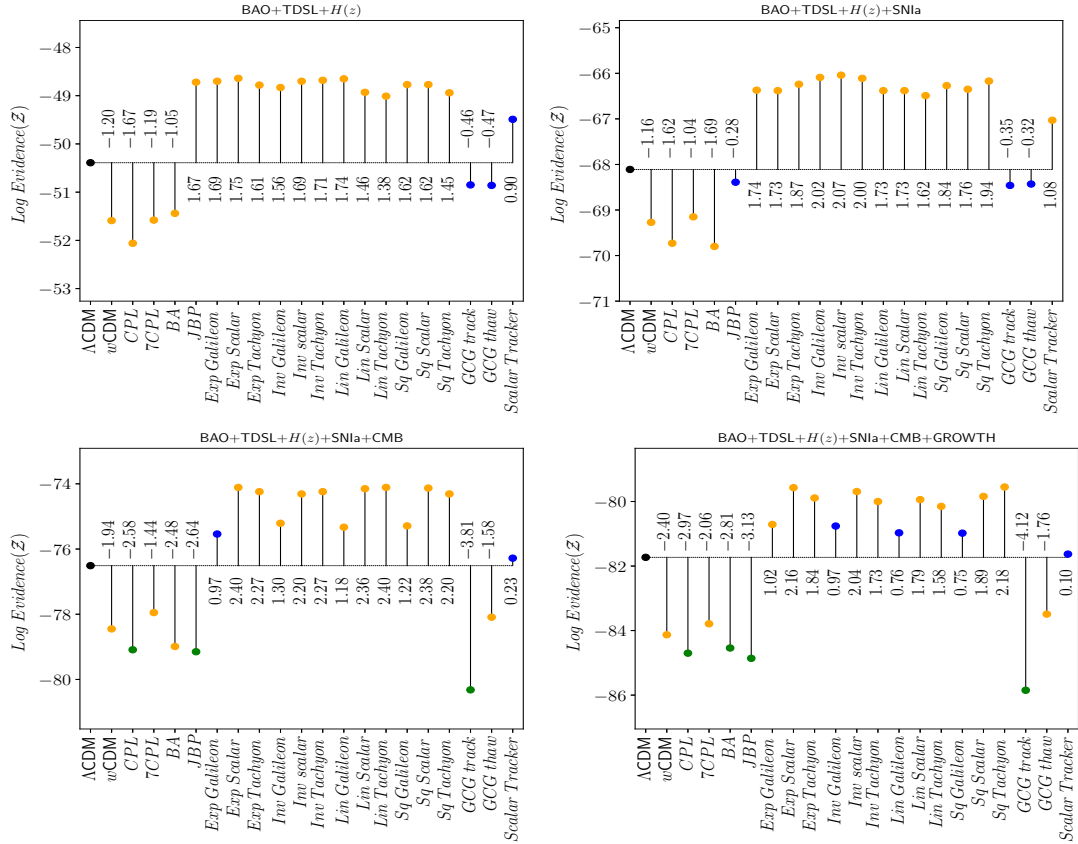 BAO+TDSL+H(z)
Log Evidence(Z)
−48
−49
−50
−51
−52
−53
−1.20
−1.67
−1.19
−1.05
1.67
1.69
1.75
1.61
1.56
1.69
1.71
1.74
1.46
1.38
1.62
1.62
1.45
−0.46
−0.47
0.90
ΛCDM
wCDM
CPL
7CPL
BA
JBP
Exp Galileon
Exp Scalar
Exp Tachyon
Inv Galileon
Inv scalar
Inv Tachyon
Lin Galileon
Lin Scalar
Lin Tachyon
Sq Galileon
Sq Scalar
Sq Tachyon
GCG track
GCG thaw
Scalar Tracker
BAO+TDSL+H(z)+SNIa
Log Evidence(Z)
−65
−66
−67
−68
−69
−70
−71
−1.16
−1.62
−1.04
−1.69
−0.28
1.74
1.73
1.87
2.02
2.07
2.00
1.73
1.73
1.62
1.84
1.76
1.94
−0.35
−0.32
1.08
ΛCDM
wCDM
CPL
7CPL
BA
JBP
Exp Galileon
Exp Scalar
Exp Tachyon
Inv Galileon
Inv Scalar
Inv Tachyon
Lin Galileon
Lin Scalar
Lin Tachyon
Sq Galileon
Sq Scalar
Sq Tachyon
GCG track
GCG thaw
Scalar Tracker
BAO+TDSL+H(z)+SNIa+CMB
Log Evidence(Z)
−74
−76
−78
−80
−1.94
−2.58
−1.44
−2.48
−2.64
0.97
2.40
2.27
1.30
2.20
2.27
1.18
2.36
2.40
1.22
2.38
2.20
−3.81
−1.58
0.23
ΛCDM
wCDM
CPL
7CPL
BA
JBP
Exp Galileon
Exp Scalar
Exp Tachyon
Inv Galileon
Inv scalar
Inv Tachyon
Lin Galileon
Lin Scalar
Lin Tachyon
Sq Galileon
Sq Scalar
Sq Tachyon
GCG track
GCG thaw
Scalar Tracker
BAO+TDSL+H(z)+SNIa+CMB+GROWTH
Log Evidence(Z)
−80
−82
−84
−86
−2.40
−2.97
−2.06
−2.81
−3.13
1.02
2.16
1.84
0.97
2.04
1.73
0.76
1.79
1.58
0.75
1.89
2.18
−4.12
−1.76
0.10
ΛCDM
wCDM
CPL
7CPL
BA
JBP
Exp Galileon
Exp Scalar
Exp Tachyon
Inv Galileon
Inv Scalar
Inv Tachyon
Lin Galileon
Lin Scalar
Lin Tachyon
Sq Galileon
Sq Scalar
Sq Tachyon
GCG track
GCG thaw
Scalar Tracker